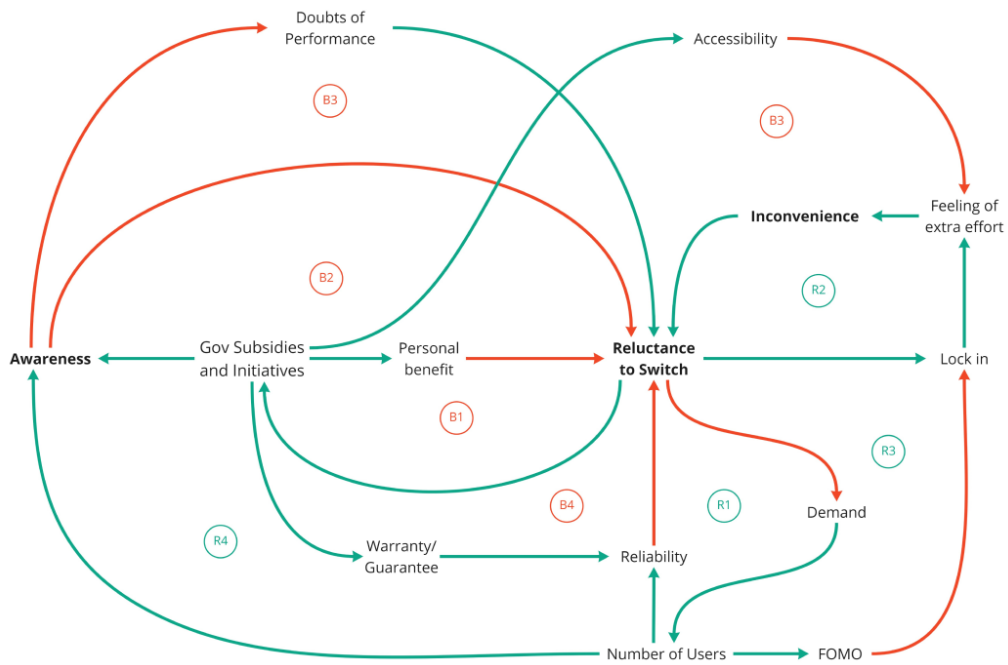 Doubts of
Performance
Accessibility
B3
B3
Feeling of
extra effort
Inconvenience
B2
R2
Awareness
Gov Subsidies
and Initiatives
Personal
benefit
Reluctance
to Switch
Lock in
B1
R3
B4
R1
Demand
R4
Warranty/
Guarantee
Reliability
Number of Users
FOMO